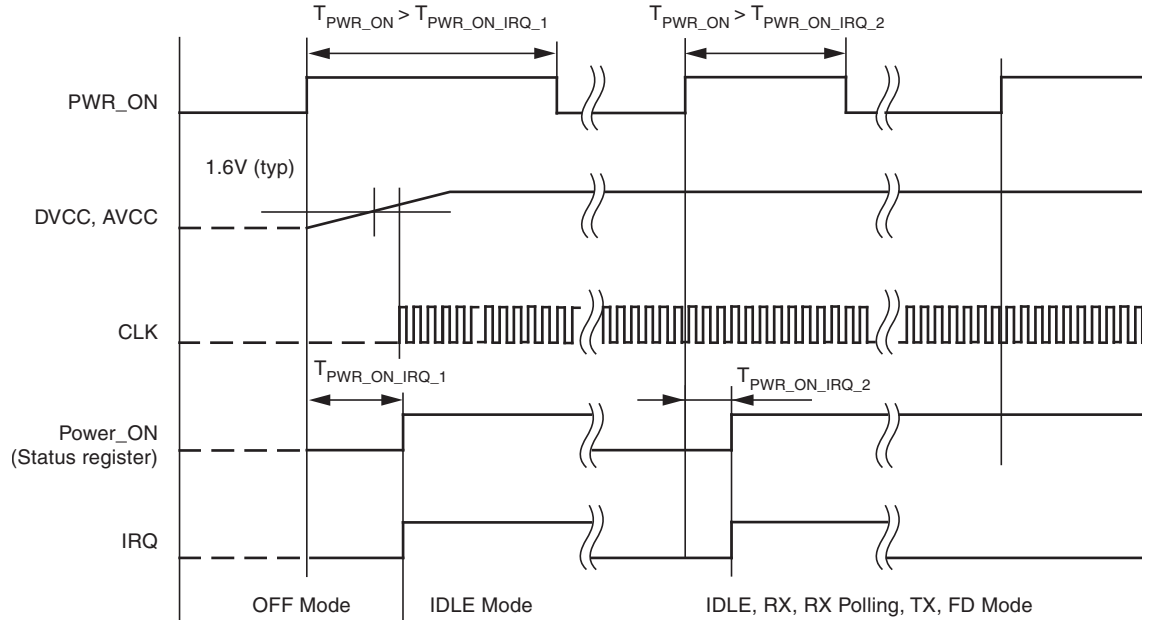 T_PWR_ON > T_PWR_ON_IRQ_1
T_PWR_ON > T_PWR_ON_IRQ_2
PWR_ON
1.6V (typ)
DVCC, AVCC
CLK
T_PWR_ON_IRQ_1
T_PWR_ON_IRQ_2
Power_ON
(Status register)
IRQ
OFF Mode
IDLE Mode
IDLE, RX, RX Polling, TX, FD Mode